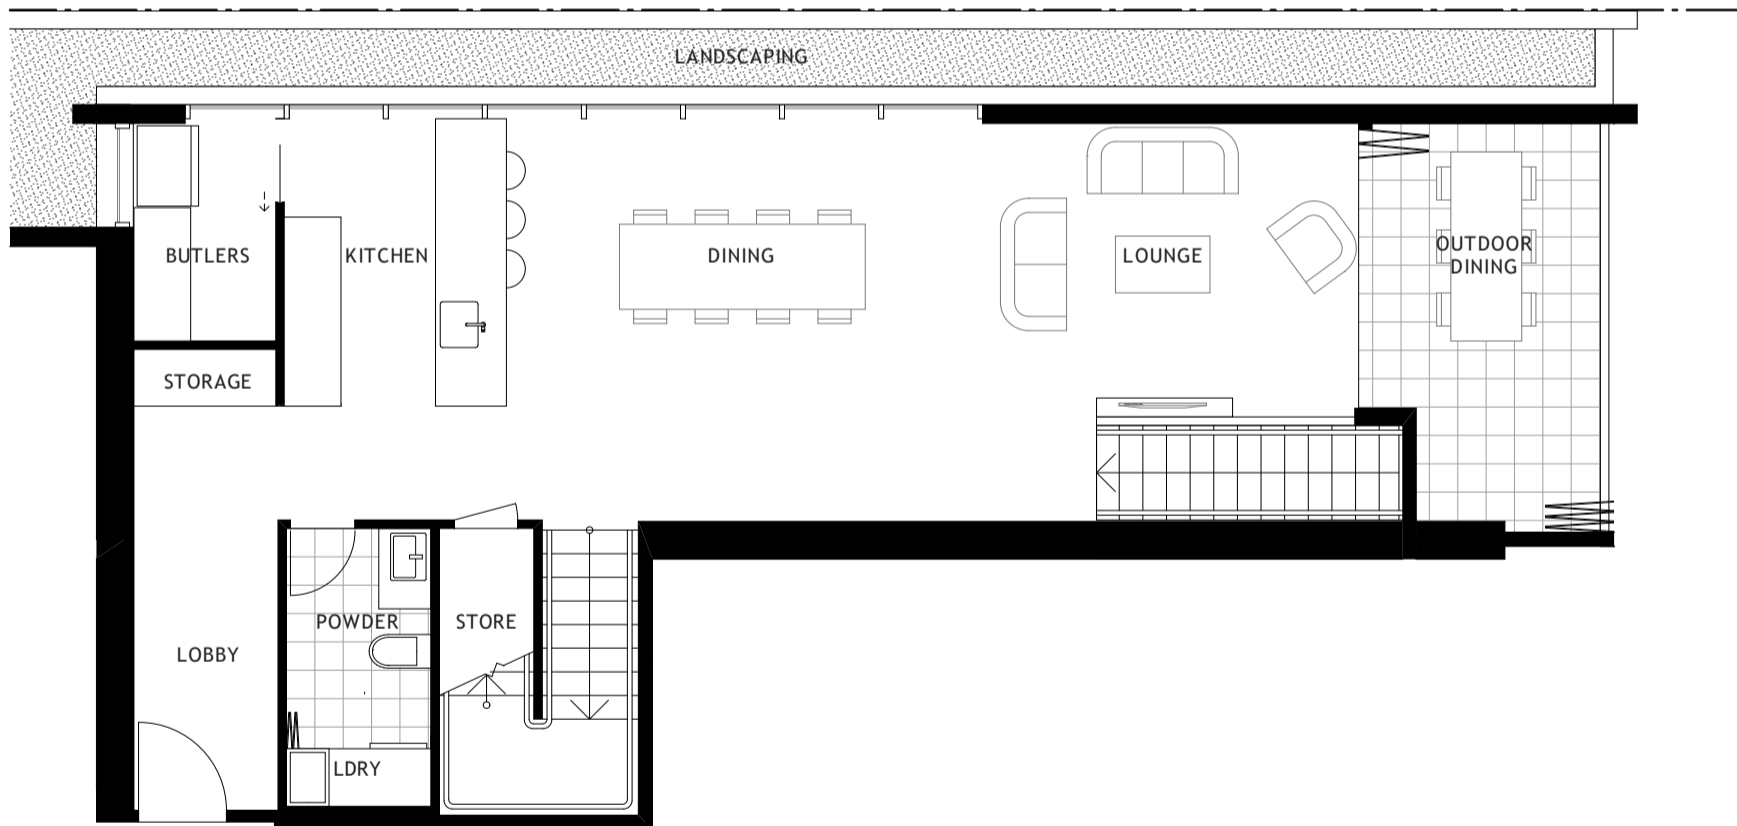 LANDSCAPING
BUTLERS
KITCHEN
DINING
LOUNGE
OUTDOOR
DINING
STORAGE
POWDER
STORE
LOBBY
LDRY